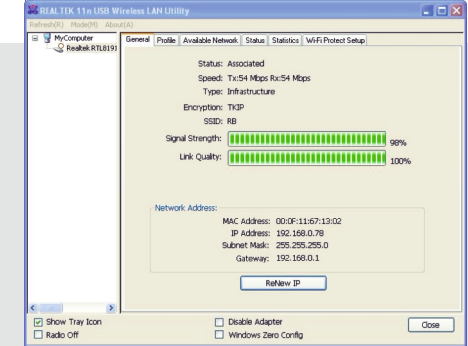 REALTEK 11n USB Wireless LAN Utility
Refresh(R) Mode(M) About(A)
MyComputer
Realtek RTL8191
General Profile Available Network Status Statistics Wi-Fi Protect Setup
Status: Associated
Speed: Tx:54 Mbps Rx:54 Mbps
Type: Infrastructure
Encryption: TKIP
SSID: RB
Signal Strength: 98%
Link Quality: 100%
Network Address:
MAC Address: 00:0F:11:67:13:02
IP Address: 192.168.0.78
Subnet Mask: 255.255.255.0
Gateway: 192.168.0.1
ReNew IP
Show Tray Icon
Radio Off
Disable Adapter
Windows Zero Config
Close